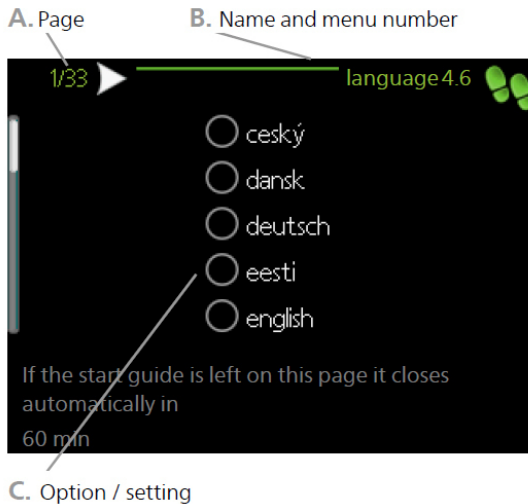 A. Page
B. Name and menu number
1/33
language 4.6
ceský
dansk
deutsch
eesti
english
If the start guide is left on this page it closes
automatically in
60 min
C. Option / setting